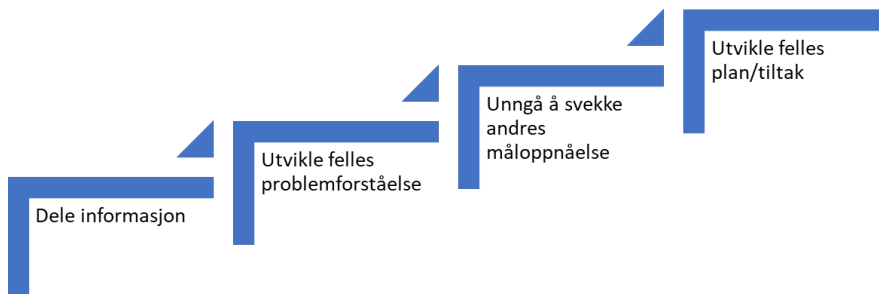 Dele informasjon
Utvikle felles
problemforståelse
Unngå å svekke
andres
måloppnåelse
Utvikle felles
plan/tiltak